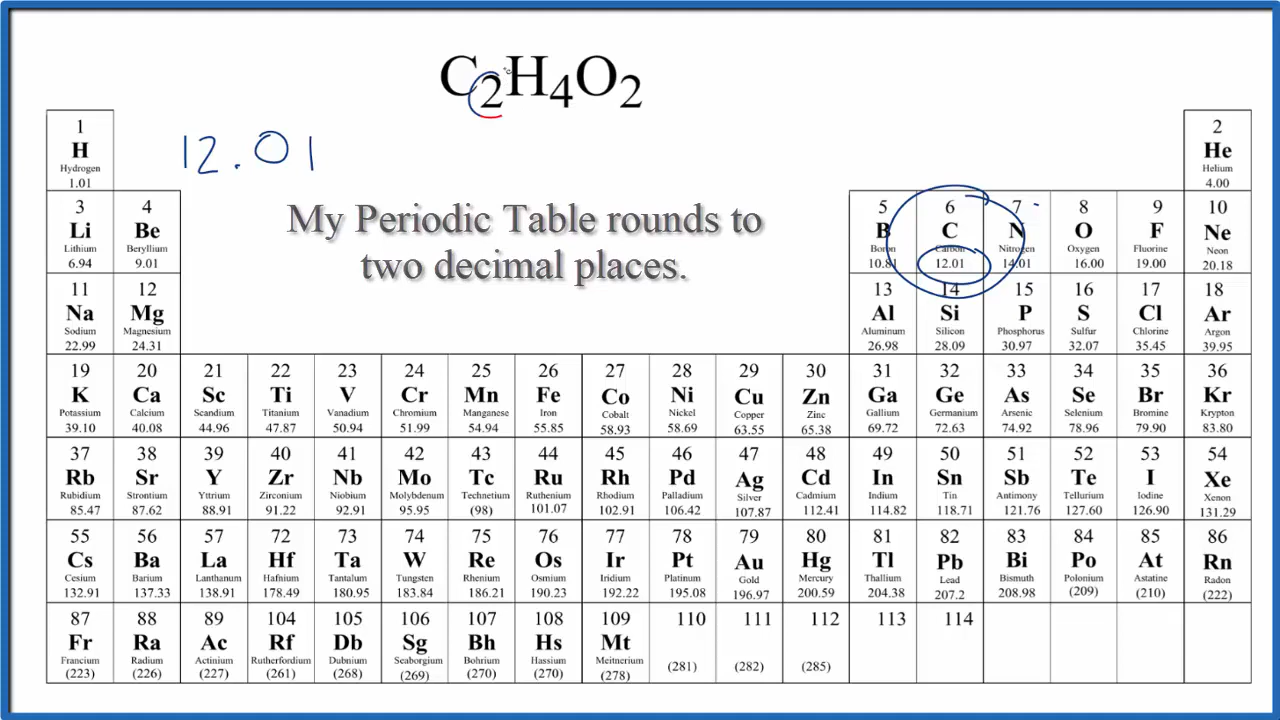 C2H4O2
12.01
My Periodic Table rounds to
two decimal places.
1 2
H He
Hydrogen Helium
1.01 4.00
3 4 5 6 7 8 9 10
Li Be B C N O F Ne
Lithium Beryllium Boron Carbon Nitrogen Oxygen Fluorine Neon
6.94 9.01 10.81 12.01 14.01 16.00 19.00 20.18
11 12 13 14 15 16 17 18
Na Mg Al Si P S Cl Ar
Sodium Magnesium Aluminum Silicon Phosphorus Sulfur Chlorine Argon
22.99 24.31 26.98 28.09 30.97 32.07 35.45 39.95
19 20 21 22 23 24 25 26 27 28 29 30 31 32 33 34 35 36
K Ca Sc Ti V Cr Mn Fe Co Ni Cu Zn Ga Ge As Se Br Kr
Potassium Calcium Scandium Titanium Vanadium Chromium Manganese Iron Cobalt Nickel Copper Zinc Gallium Germanium Arsenic Selenium Bromine Krypton
39.10 40.08 44.96 47.87 50.94 51.99 54.94 55.85 58.93 58.69 63.55 65.38 69.72 72.63 74.92 78.96 79.90 83.80
37 38 39 40 41 42 43 44 45 46 47 48 49 50 51 52 53 54
Rb Sr Y Zr Nb Mo Tc Ru Rh Pd Ag Cd In Sn Sb Te I Xe
Rubidium Strontium Yttrium Zirconium Niobium Molybdenum Technetium Ruthenium Rhodium Palladium Silver Cadmium Indium Tin Antimony Tellurium Iodine Xenon
85.47 87.62 88.91 91.22 92.91 95.95 (98) 101.07 102.91 106.42 107.87 112.41 114.82 118.71 121.76 127.60 126.90 131.29
55 56 57 72 73 74 75 76 77 78 79 80 81 82 83 84 85 86
Cs Ba La Hf Ta W Re Os Ir Pt Au Hg Tl Pb Bi Po At Rn
Cesium Barium Lanthanum Hafnium Tantalum Tungsten Rhenium Osmium Iridium Platinum Gold Mercury Thallium Lead Bismuth Polonium Astatine Radon
132.91 137.33 138.91 178.49 180.95 183.84 186.21 190.23 192.22 195.08 196.97 200.59 204.38 207.2 208.98 (209) (210) (222)
87 88 89 104 105 106 107 108 109 110 111 112 113 114
Fr Ra Ac Rf Db Sg Bh Hs Mt
Francium Radium Actinium Rutherfordium Dubnium Seaborgium Bohrium Hassium Meitnerium
(223) (226) (227) (261) (268) (269) (270) (270) (278) (281) (282) (285)